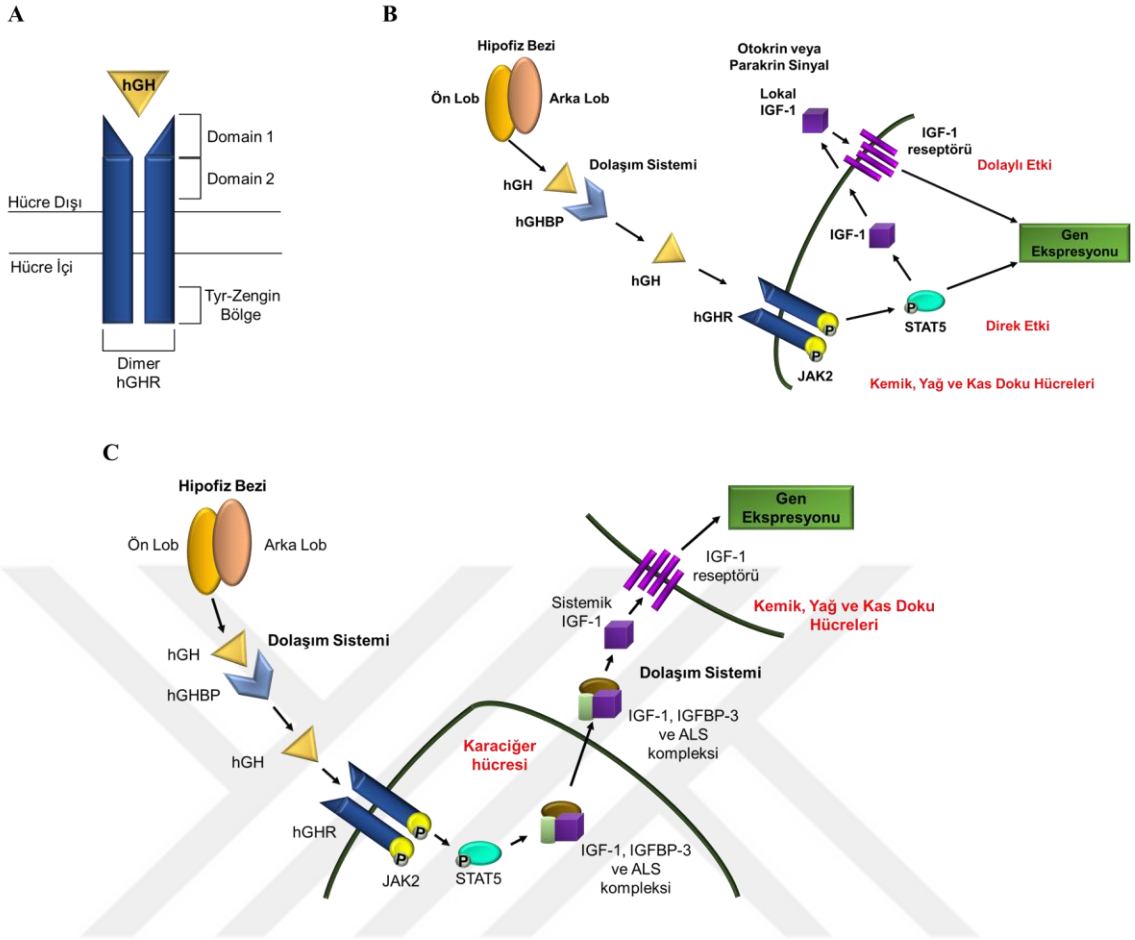 A
hGH
Domain 1
Domain 2
Hücre Dışı
Hücre İçi
Tyr-Zengin
Bölge
Dimer
hGHR
B
Hipofiz Bezi
Ön Lob
Arka Lob
Dolaşım Sistemi
hGH
hGHBP
hGH
hGHR
P
P
JAK2
P
STAT5
IGF-1
Otokrin veya
Parakrin Sinyal
Lokal
IGF-1
IGF-1
reseptörü
Dolaylı Etki
Gen
Ekspresyonu
Direk Etki
Kemik, Yağ ve Kas Doku Hücreleri
C
Hipofiz Bezi
Ön Lob
Arka Lob
Dolaşım Sistemi
hGH
hGHBP
hGH
hGHR
P
P
JAK2
P
STAT5
Karaciğer
hücresi
IGF-1, IGFBP-3
ve ALS
kompleksi
IGF-1, IGFBP-3
ve ALS
kompleksi
Dolaşım Sistemi
Sistemik
IGF-1
IGF-1
reseptörü
Kemik, Yağ ve Kas Doku
Hücreleri
Gen
Ekspresyonu